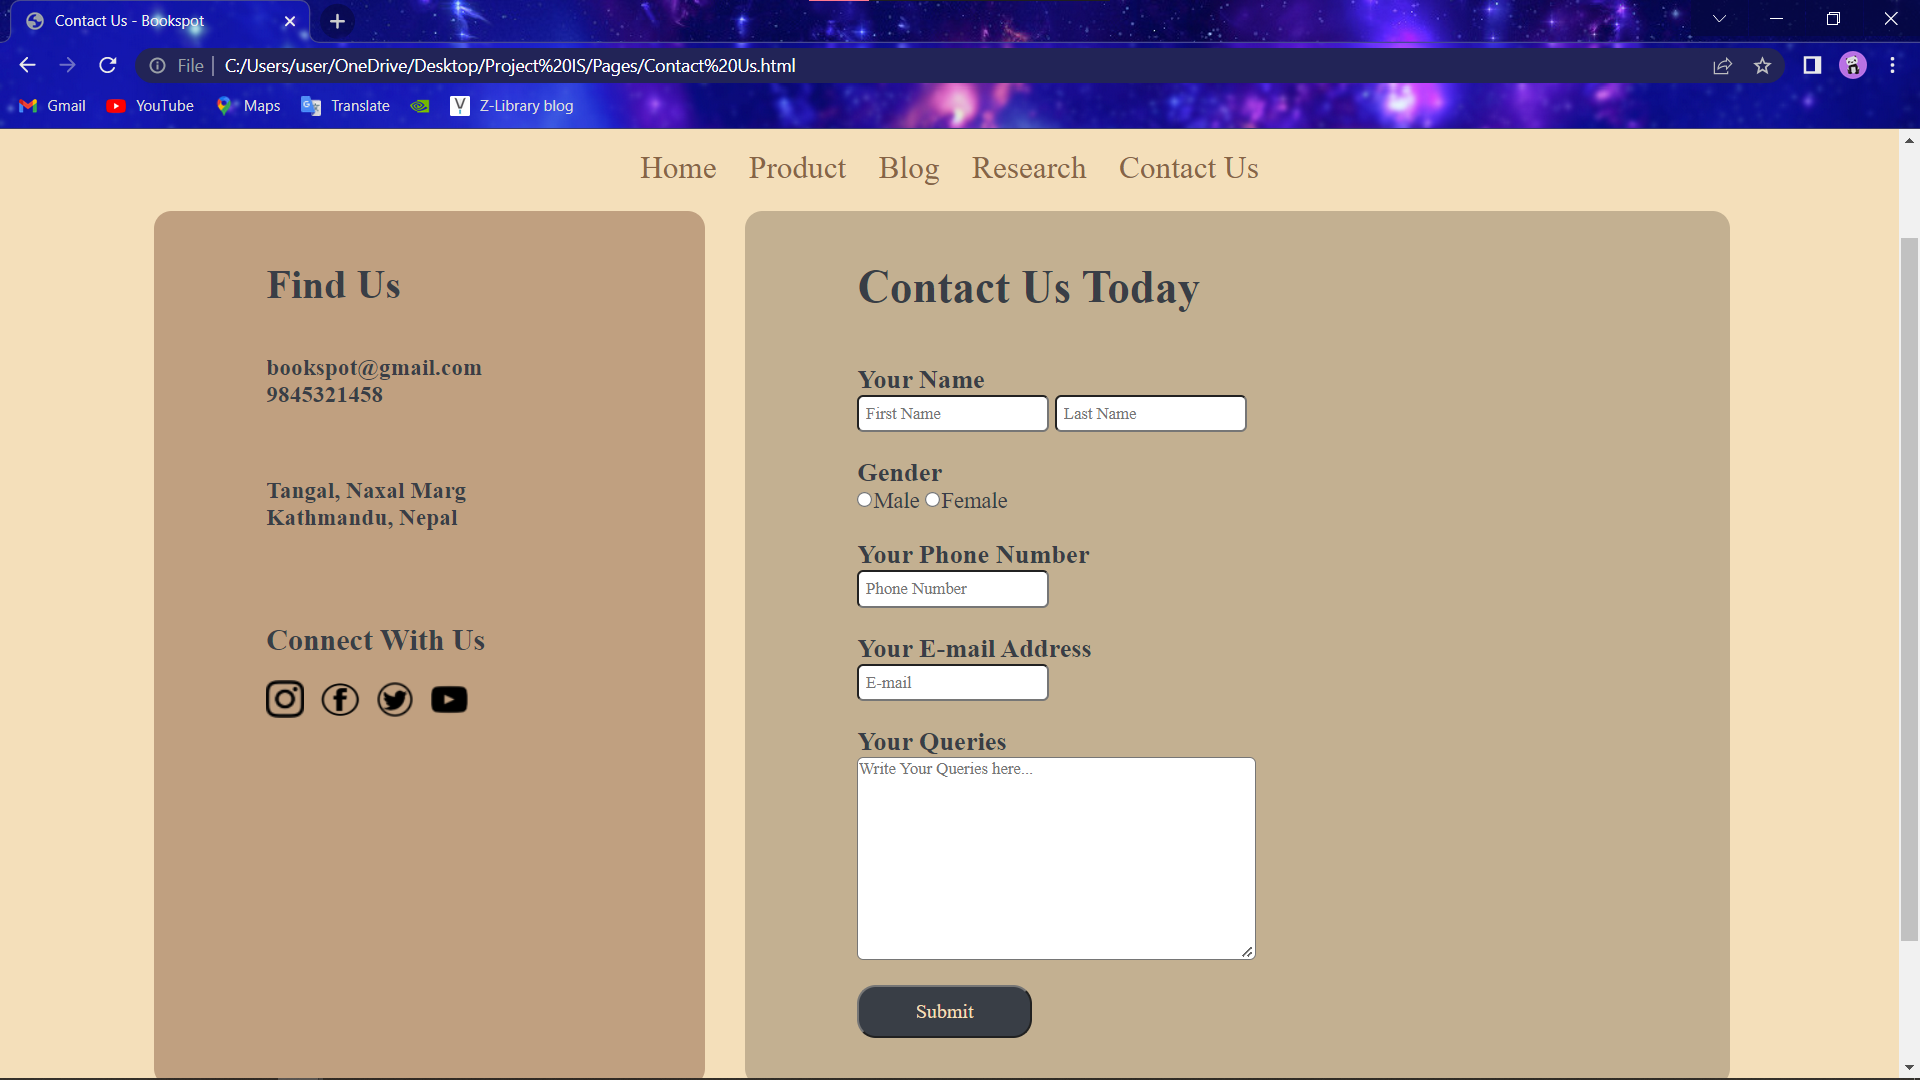 Contact Us - Bookspot
File | C:/Users/user/OneDrive/Desktop/Project%20IS/Pages/Contact%20Us.html
Gmail YouTube Maps Translate Z-Library blog
Home Product Blog Research Contact Us
Find Us
bookspot@gmail.com
9845321458
Tangal, Naxal Marg
Kathmandu, Nepal
Connect With Us
Contact Us Today
Your Name
First Name Last Name
Gender
Male Female
Your Phone Number
Phone Number
Your E-mail Address
E-mail
Your Queries
Write Your Queries here...
Submit